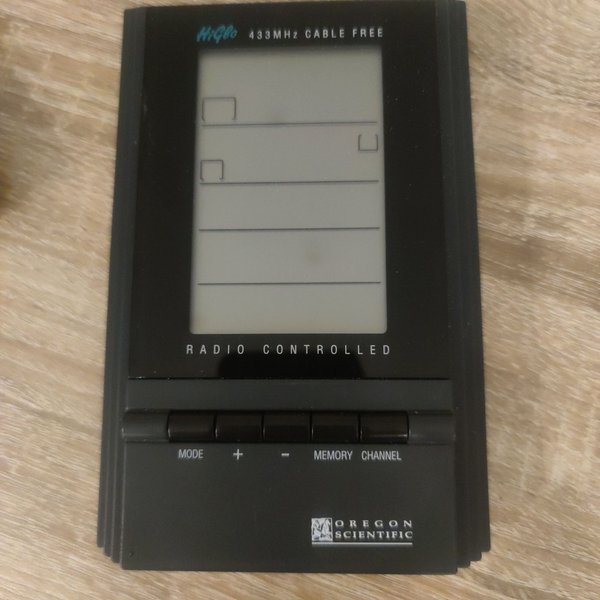 HiGlo 433MHz CABLE FREE
RADIO CONTROLLED
MODE + - MEMORY CHANNEL
OREGON
SCIENTIFIC